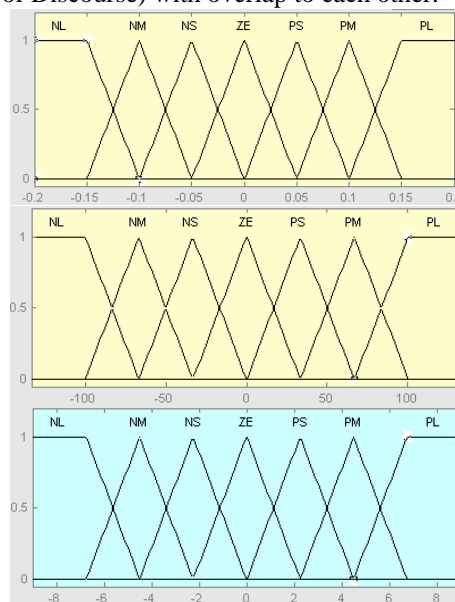 of Discourse) with overlap to each other.
NL NM NS ZE PS PM PL
1
0.5
0
-0.2 -0.15 -0.1 -0.05 0 0.05 0.1 0.15 0.
NL NM NS ZE PS PM PL
1
0.5
0
-100 -50 0 50 100
NL NM NS ZE PS PM PL
1
0.5
0
-8 -6 -4 -2 0 2 4 6 8